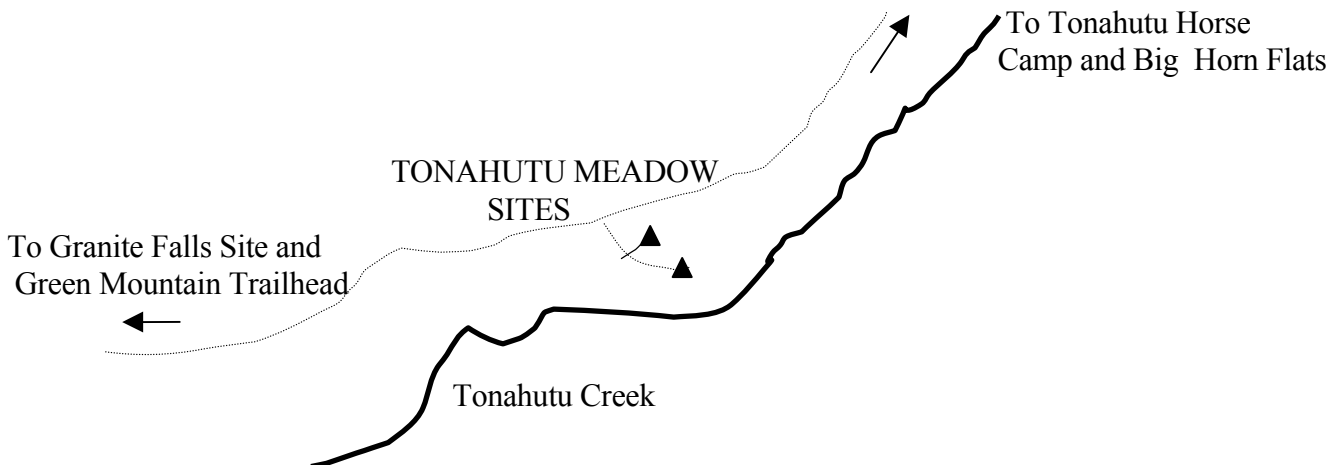 To Tonahutu Horse
Camp and Big Horn Flats
TONAHUTU MEADOW
SITES
To Granite Falls Site and
Green Mountain Trailhead
Tonahutu Creek